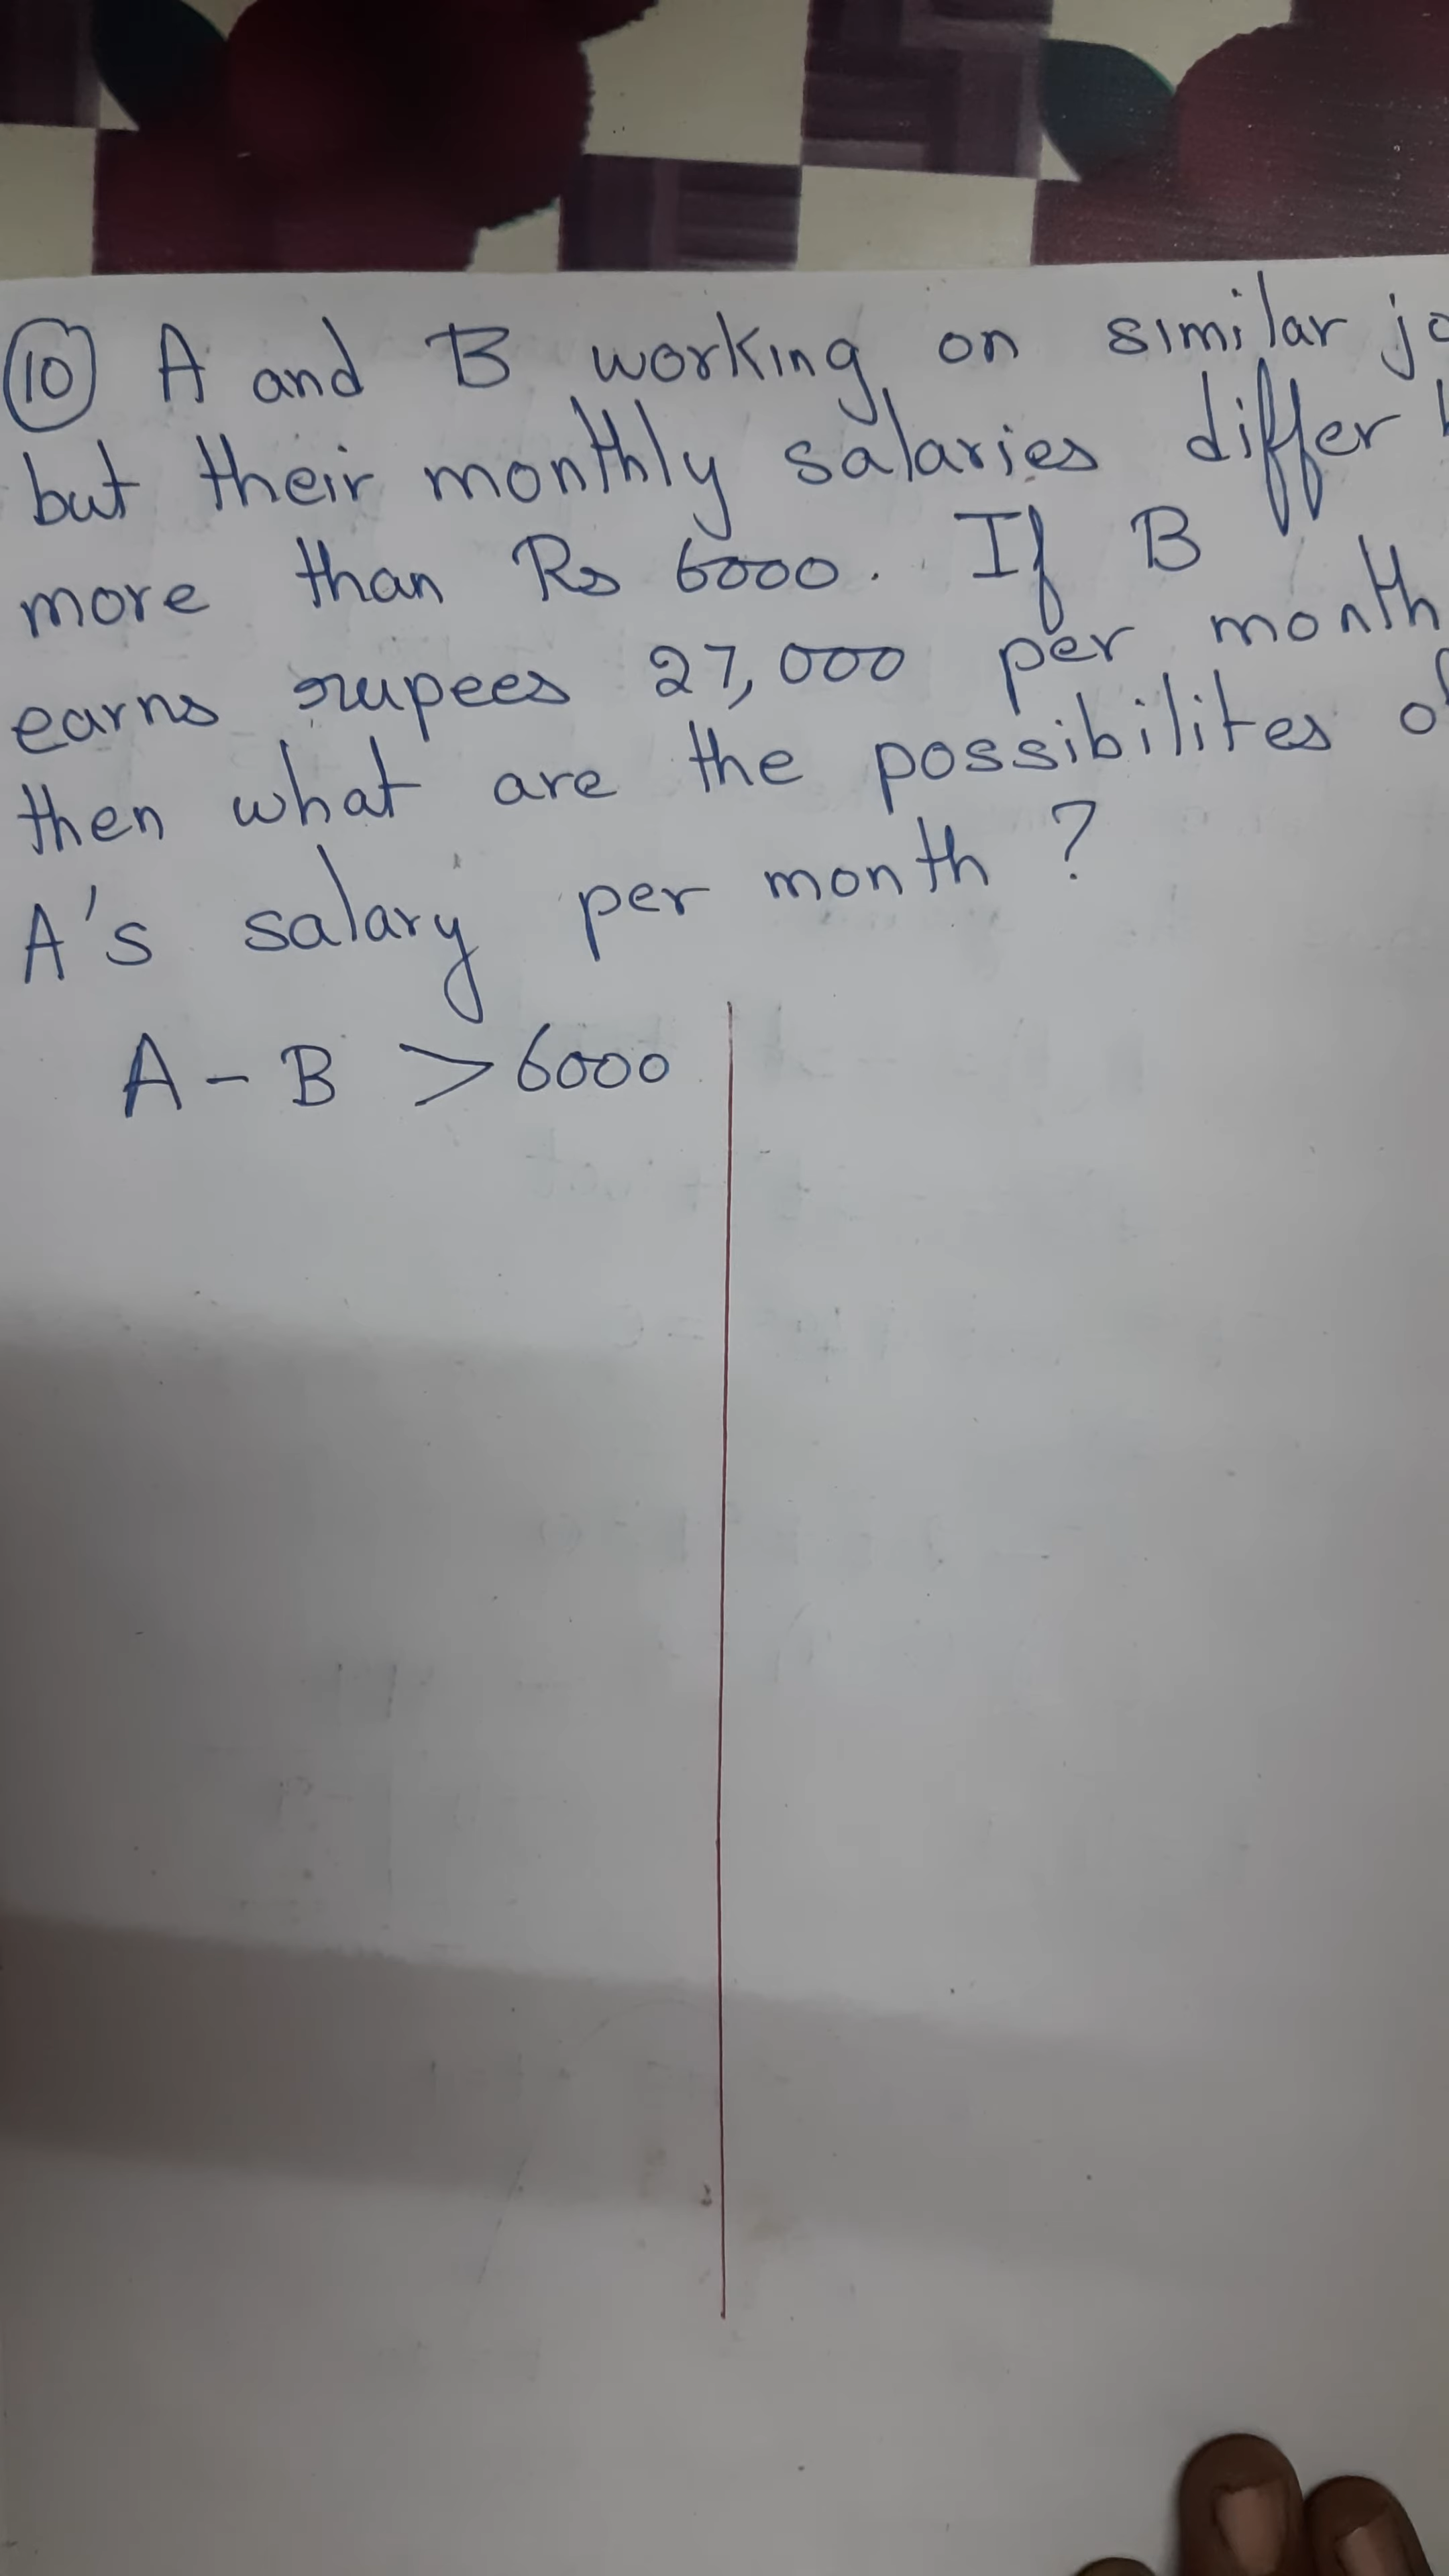 10 A and B working on similar
but their monthly salaries differ
more than Rs 6000. If B
earns rupees 27,000 per month
then what are the possibilites
A's salary per month ?
A - B > 6000